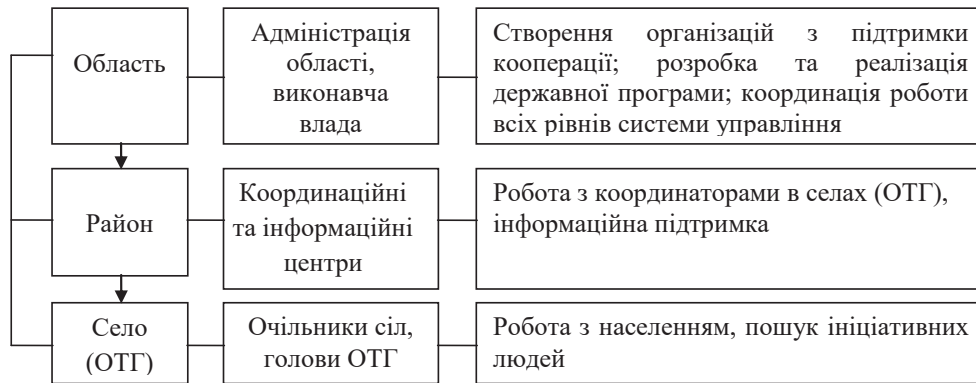 Область
Адміністрація
області,
виконавча
влада
Створення організацій з підтримки
кооперації; розробка та реалізація
державної програми; координація роботи
всіх рівнів системи управління
Район
Координаційні
та інформаційні
центри
Робота з координаторами в селах (ОТГ),
інформаційна підтримка
Село
(ОТГ)
Очільники сіл,
голови ОТГ
Робота з населенням, пошук ініціативних
людей